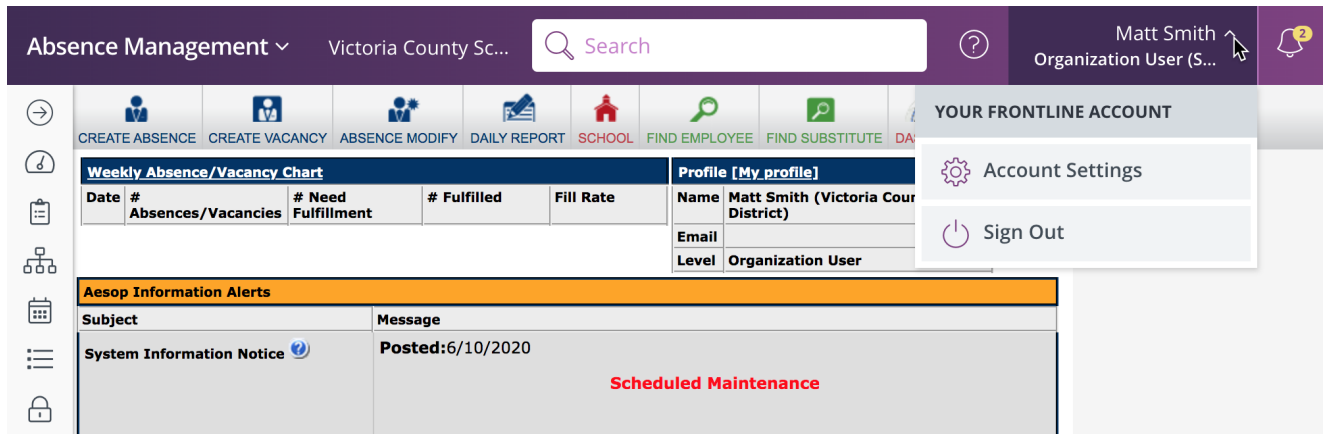 Absence Management
Victoria County Sc...
Search
Matt Smith
Organization User (S...
2
YOUR FRONTLINE ACCOUNT
Account Settings
Sign Out
CREATE ABSENCE CREATE VACANCY ABSENCE MODIFY DAILY REPORT SCHOOL FIND EMPLOYEE FIND SUBSTITUTE
Weekly Absence/Vacancy Chart
Date # Absences/Vacancies # Need Fulfillment # Fulfilled Fill Rate
Profile [My profile]
Name Matt Smith (Victoria
District)
Email
Level Organization User
Aesop Information Alerts
Subject Message
System Information Notice
Posted:6/10/2020
Scheduled Maintenance